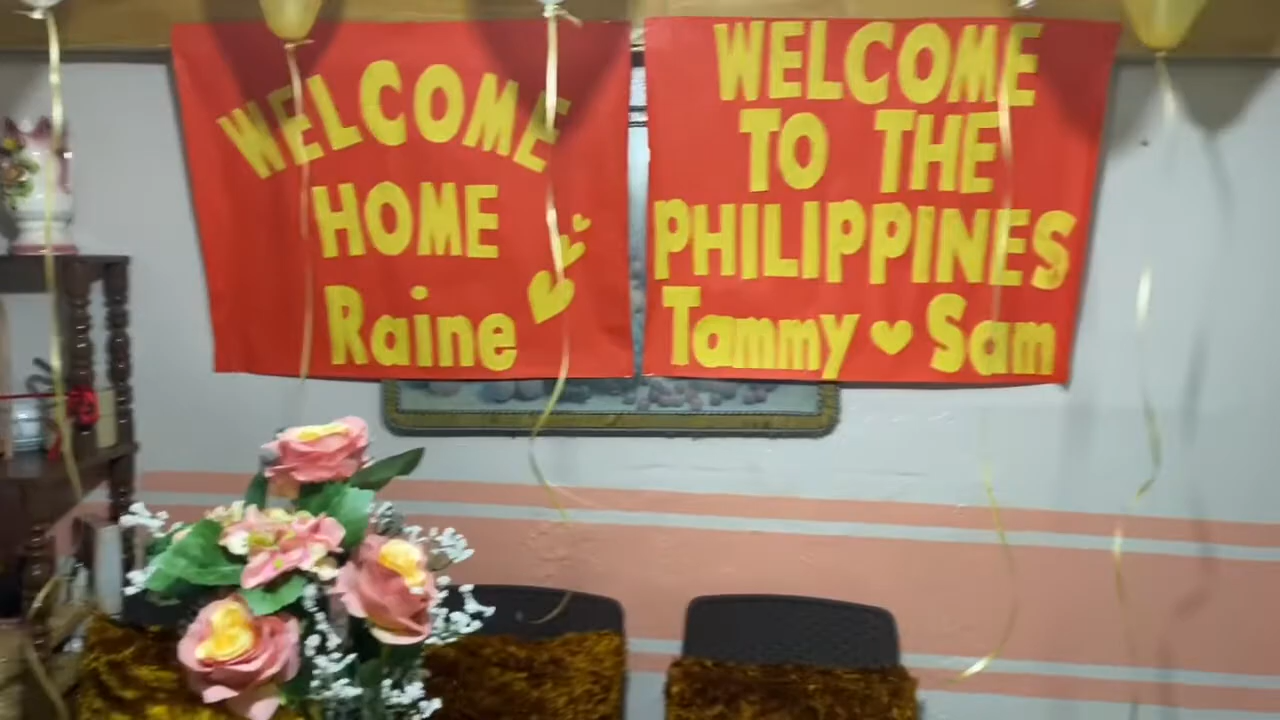 WELCOME
HOME
Raine
WELCOME
TO THE
PHILIPPINES
Tammy ♥ Sam